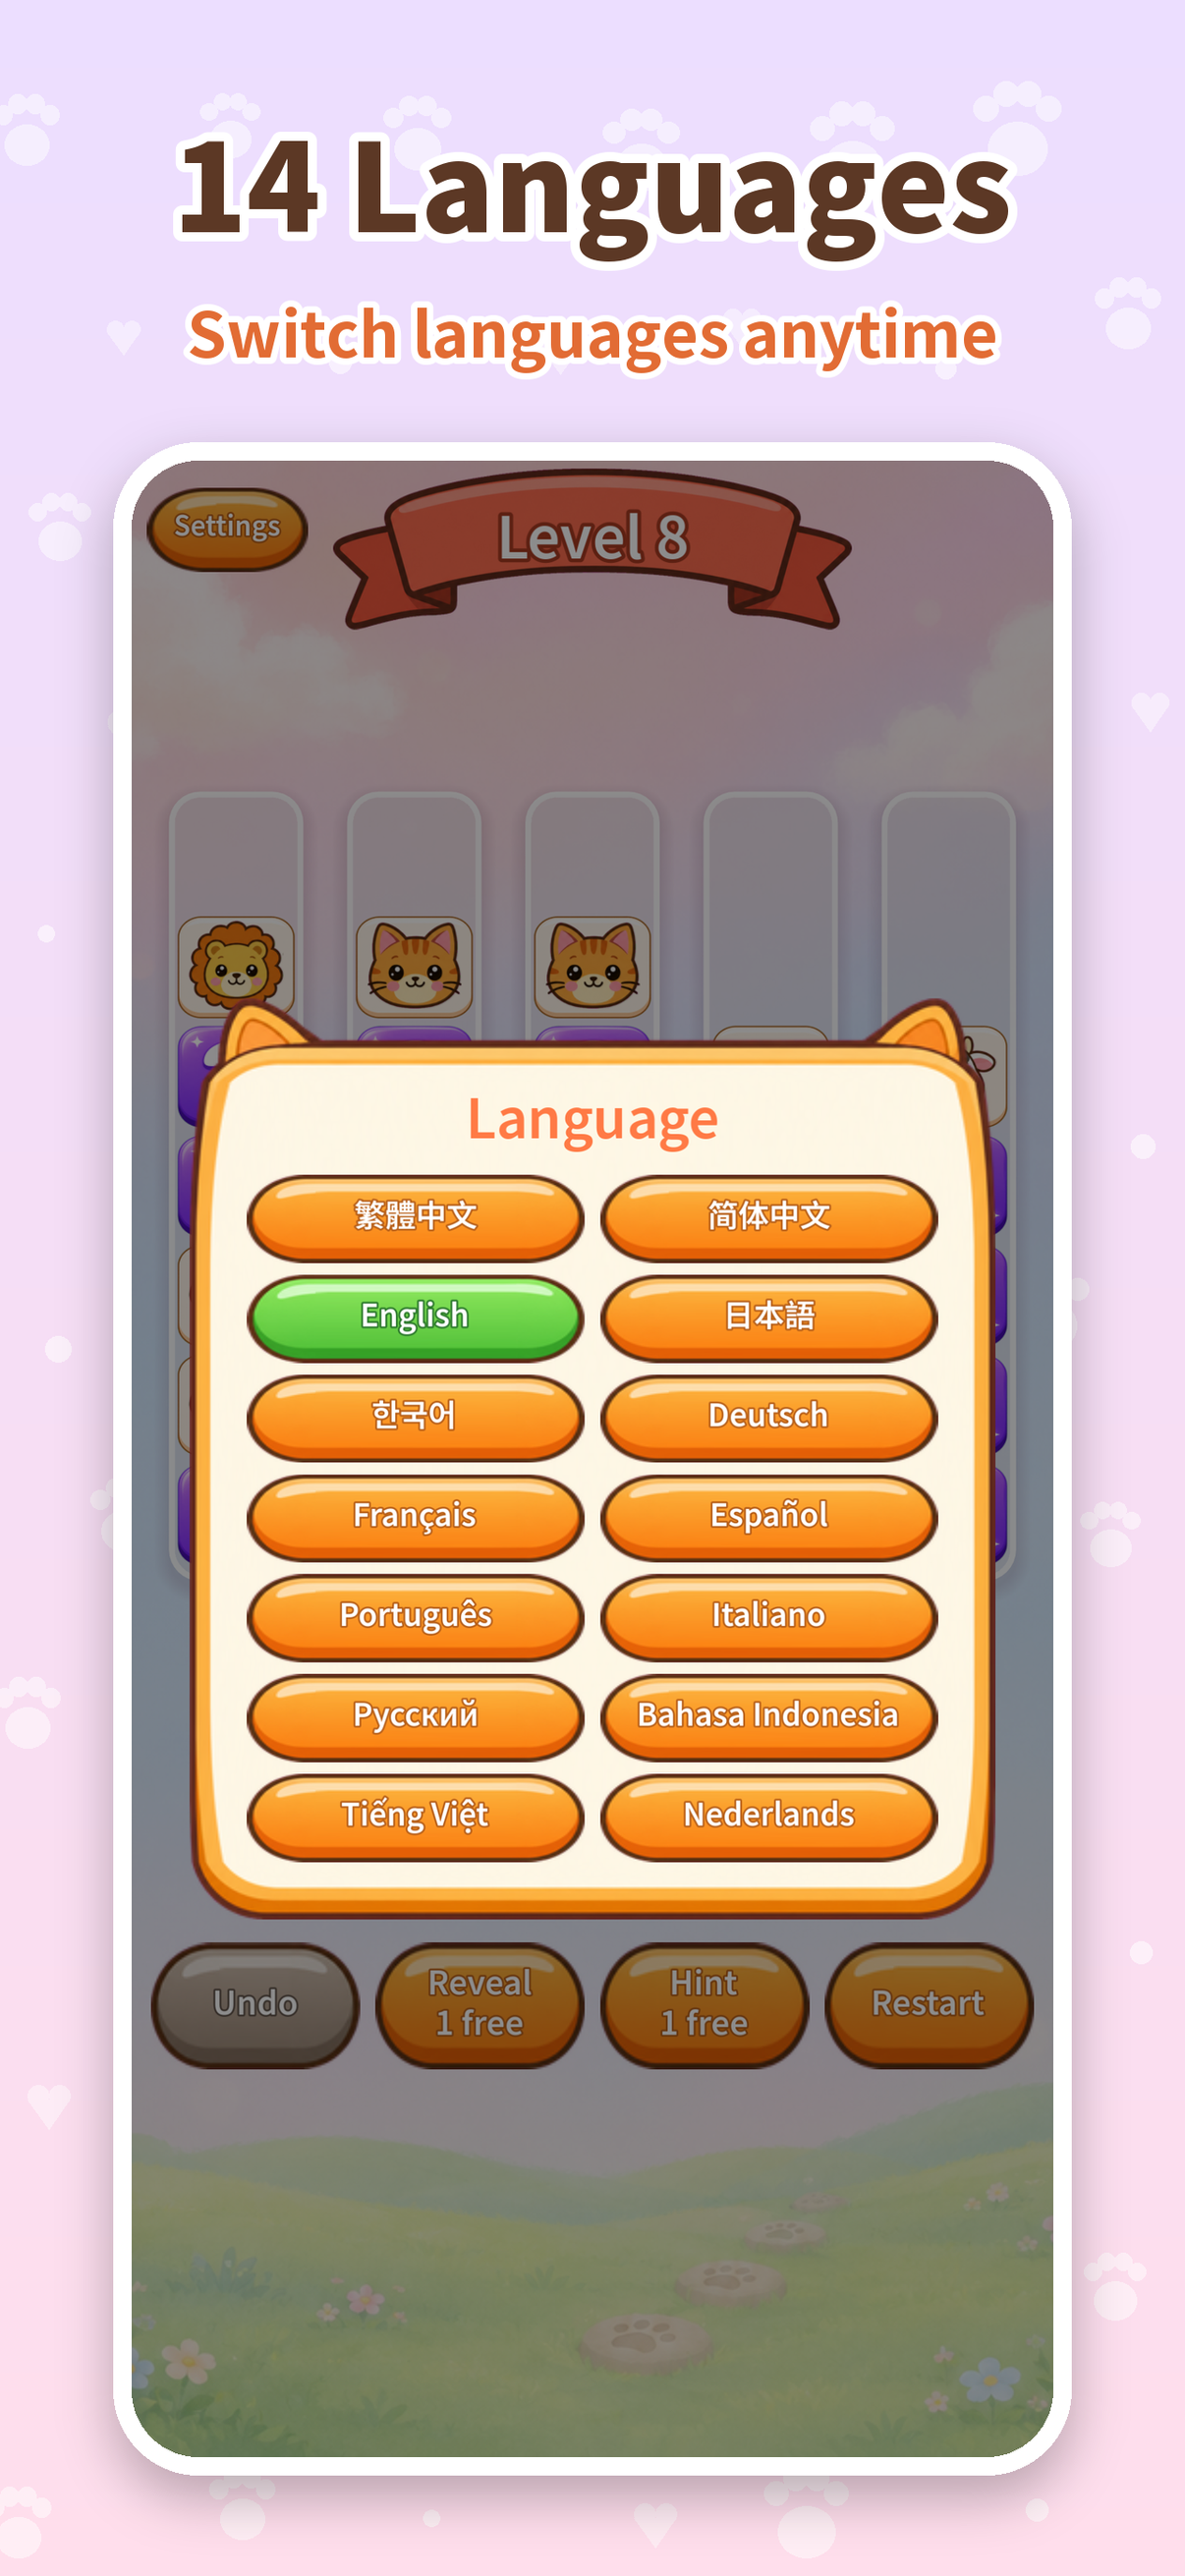 14 Languages
Switch languages anytime
Settings
Level 8
Language
繁體中文
简体中文
English
日本語
한국어
Deutsch
Français
Español
Português
Italiano
Русский
Bahasa Indonesia
Tiếng Việt
Nederlands
Undo
Reveal
1 free
Hint
1 free
Restart